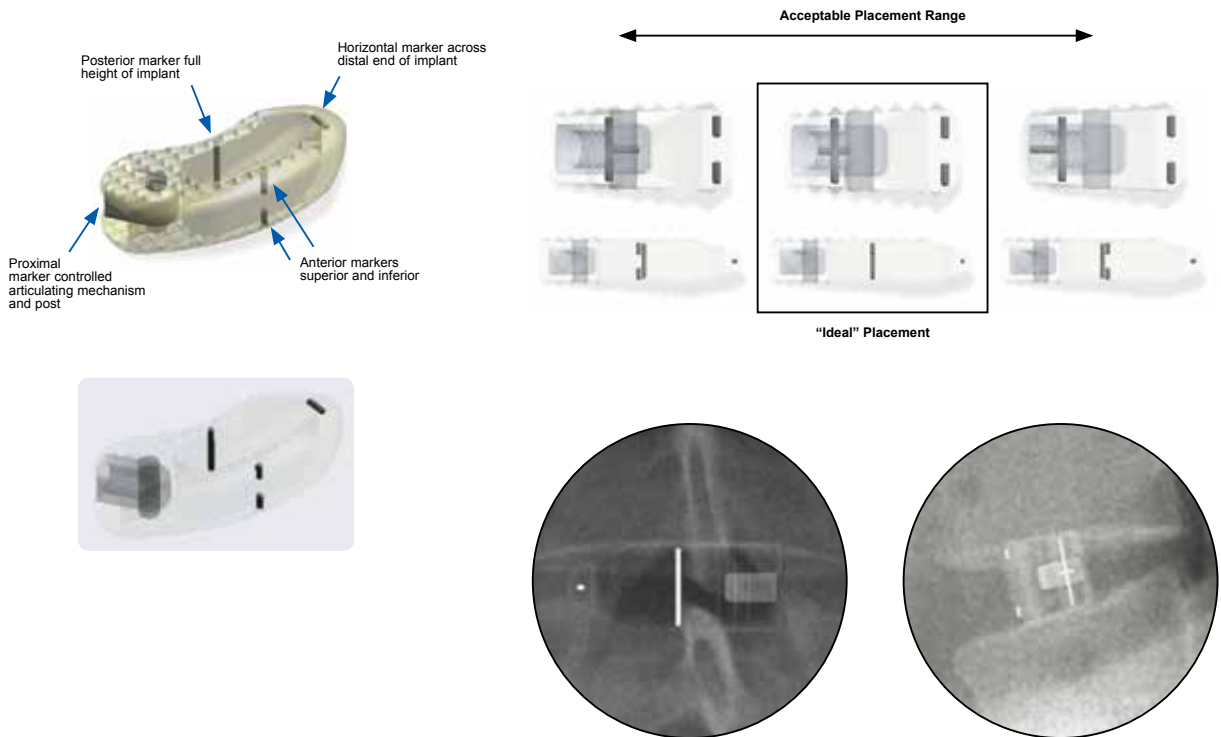 Acceptable Placement Range
Posterior marker full
height of implant
Horizontal marker across
distal end of implant
Proximal
marker controlled
articulating mechanism
and post
Anterior markers
superior and inferior
“Ideal” Placement